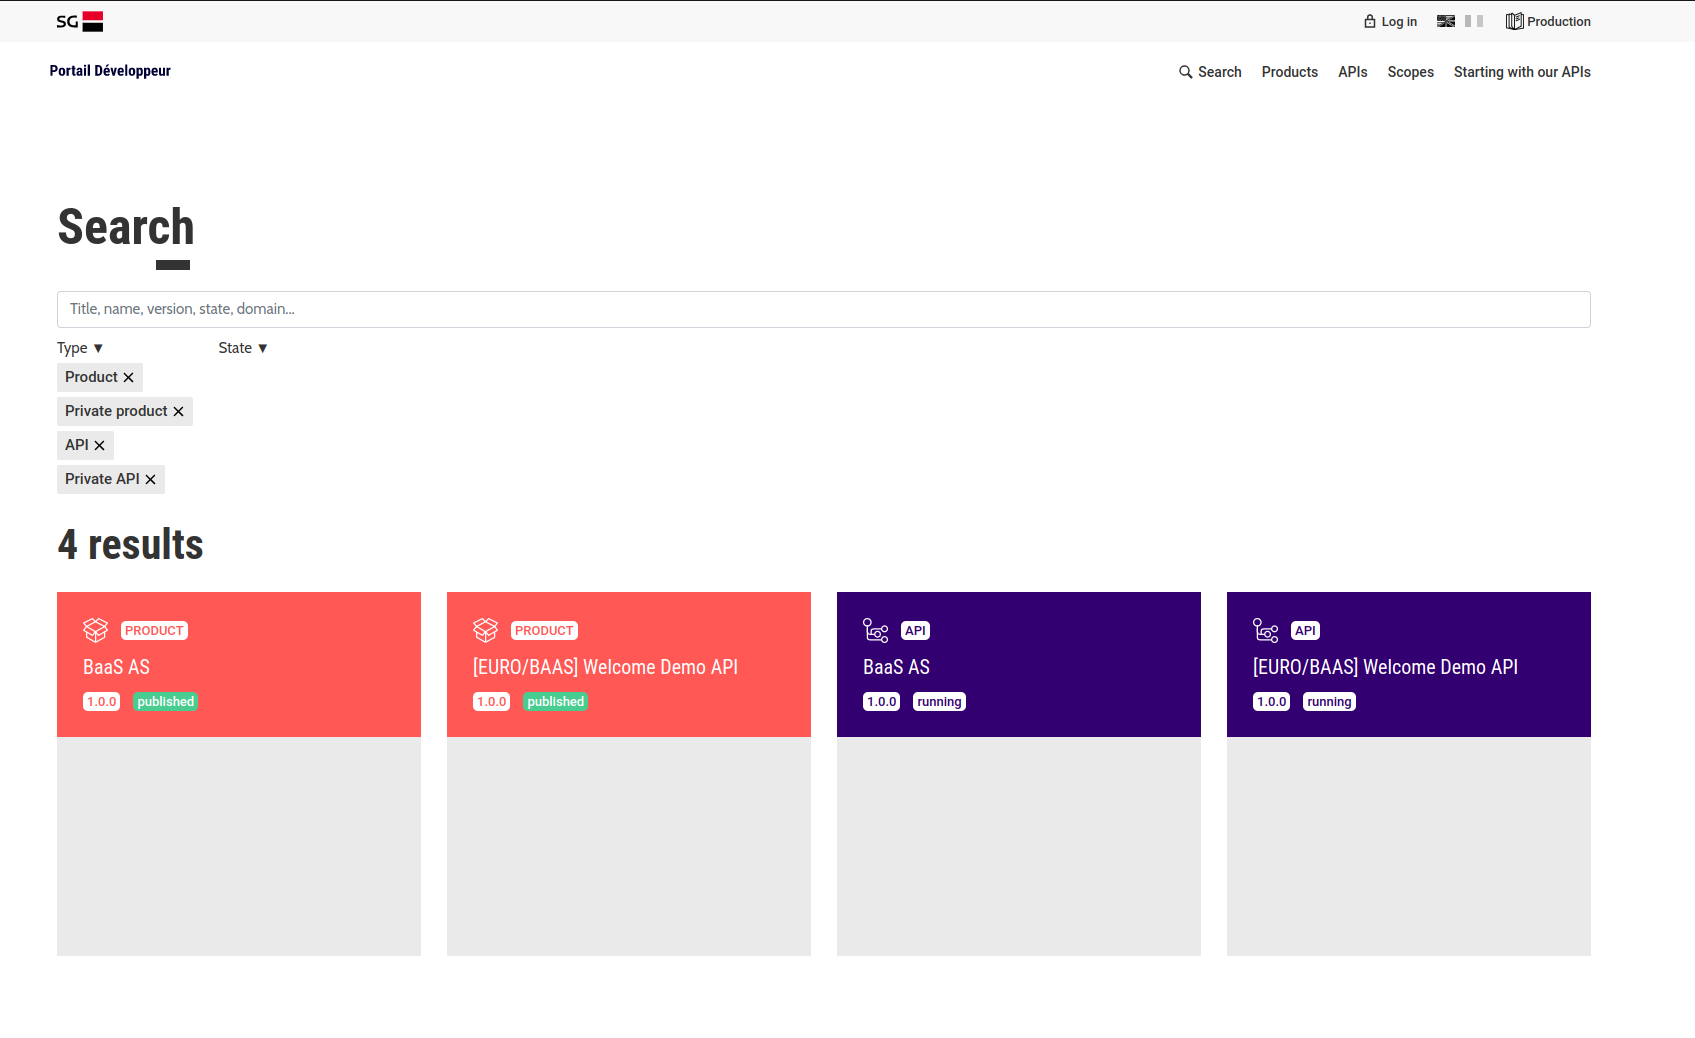 SG
Log in
Production
Portail Développeur
Search
Products
APIs
Scopes
Starting with our APIs
Search
Title, name, version, state, domain...
Type ▼
State ▼
Product ✕
Private product ✕
API ✕
Private API ✕
4 results
PRODUCT
BaaS AS
1.0.0 published
PRODUCT
[EURO/BAAS] Welcome Demo API
1.0.0 published
API
BaaS AS
1.0.0 running
API
[EURO/BAAS] Welcome Demo API
1.0.0 running